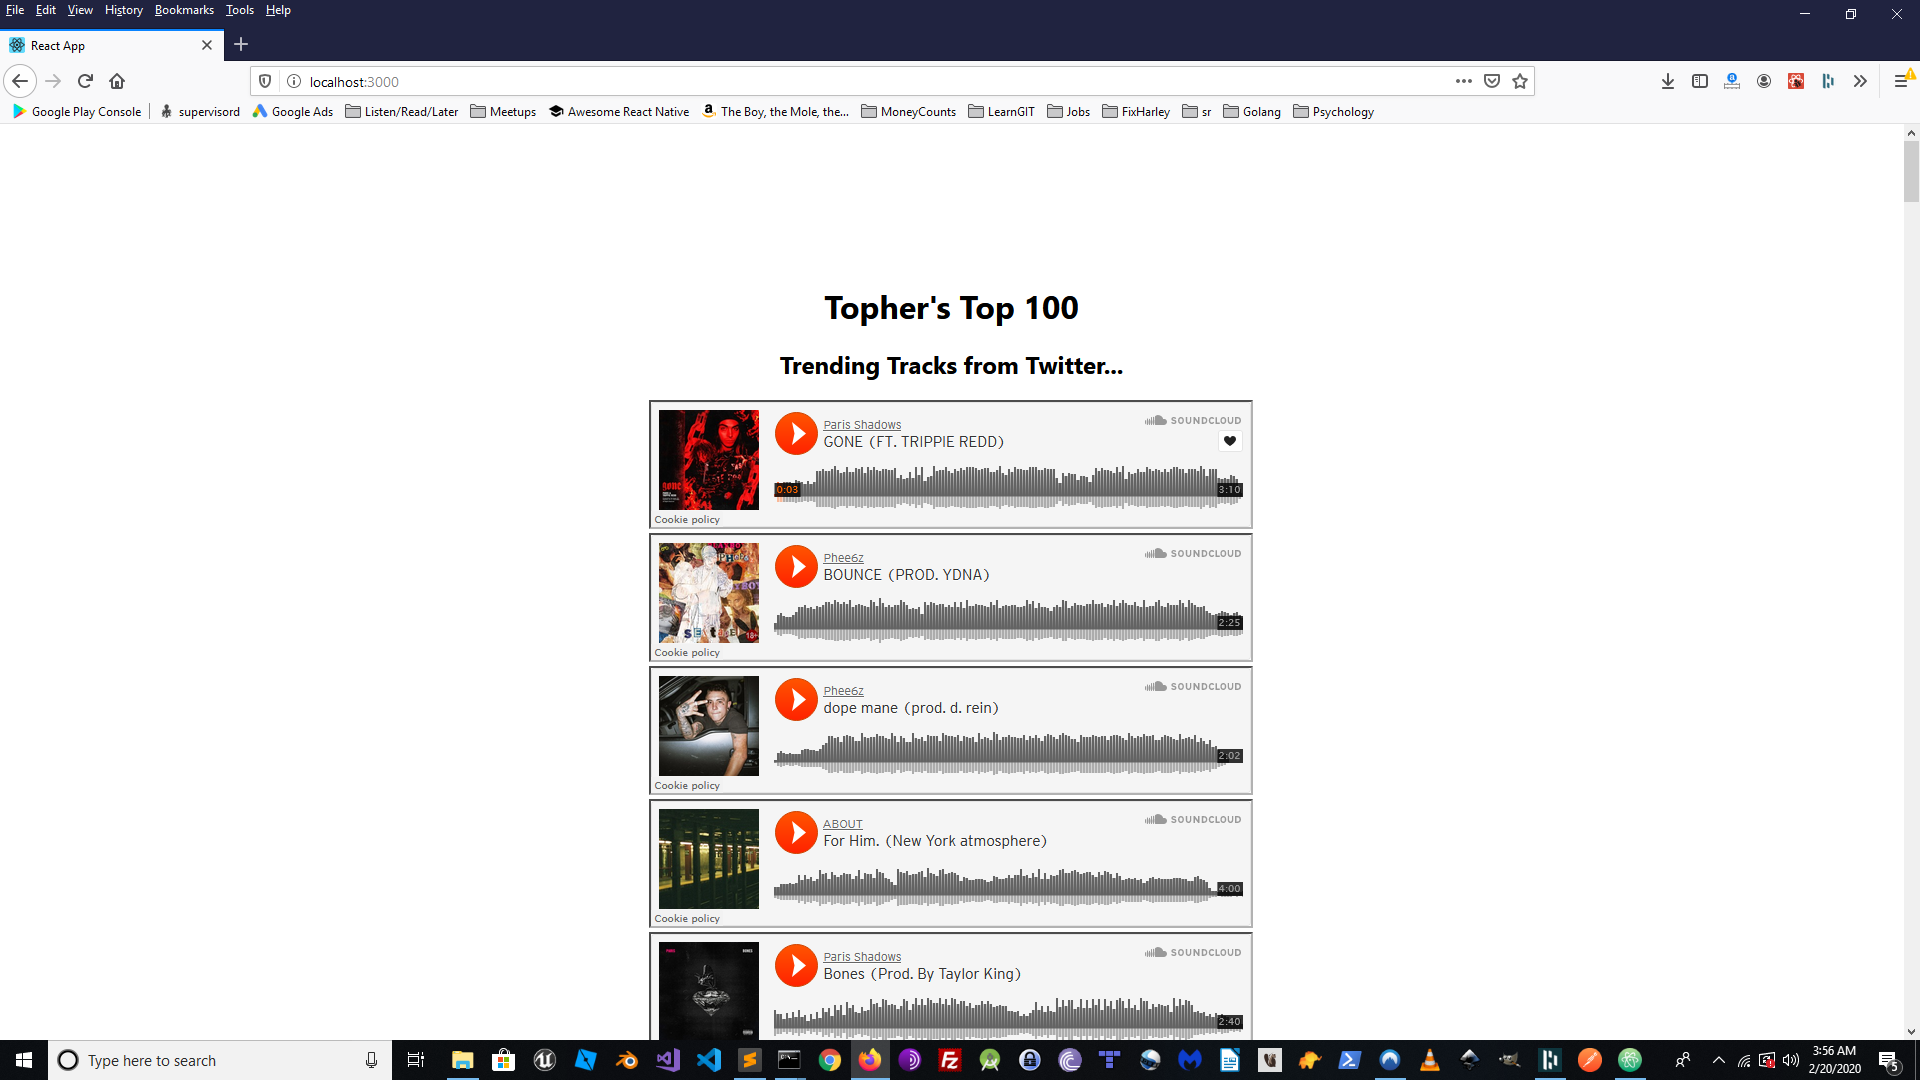 File Edit View History Bookmarks Tools Help
React App
localhost:3000
Google Play Console supervisord Google Ads Listen/Read/Later Meetups Awesome React Native The Boy, the Mole, the... MoneyCounts LearnGIT Jobs FixHarley sr Golang Psychology
Topher's Top 100
Trending Tracks from Twitter...
Paris Shadows
SOUNDCLOUD
GONE (FT. TRIPPIE REDD)
0:03
3:10
Cookie policy
Phee6z
SOUNDCLOUD
BOUNCE (PROD. YDNA)
2:25
Cookie policy
Phee6z
SOUNDCLOUD
dope mane (prod. d. rein)
2:02
Cookie policy
ABOUT
SOUNDCLOUD
For Him. (New York atmosphere)
4:00
Cookie policy
Paris Shadows
SOUNDCLOUD
Bones (Prod. By Taylor King)
2:40
Type here to search
3:56 AM
2/20/2020
5